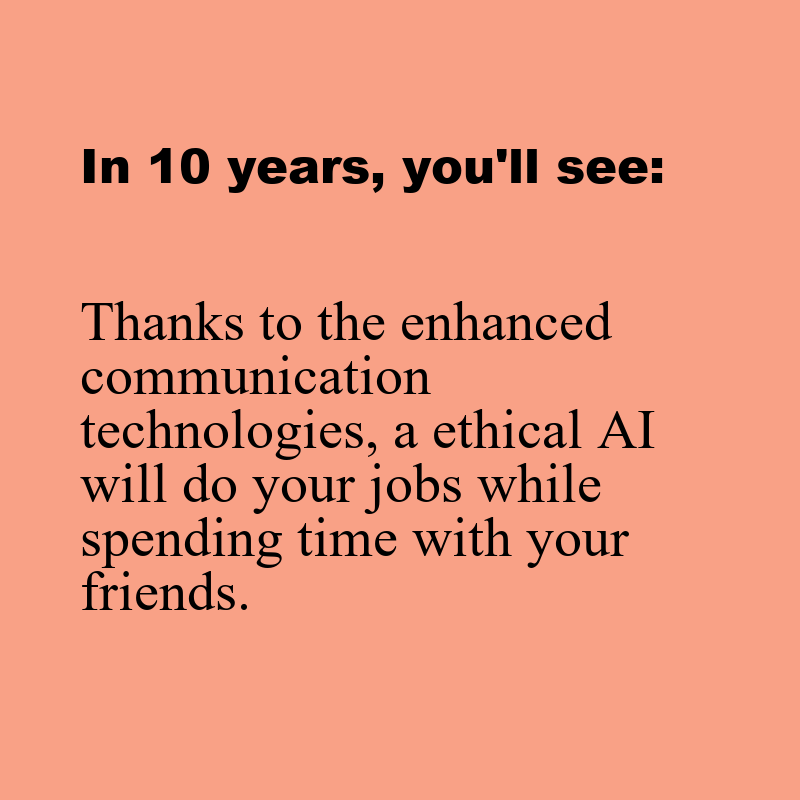 In 10 years, you'll see:
Thanks to the enhanced
communication
technologies, a ethical AI
will do your jobs while
spending time with your
friends.